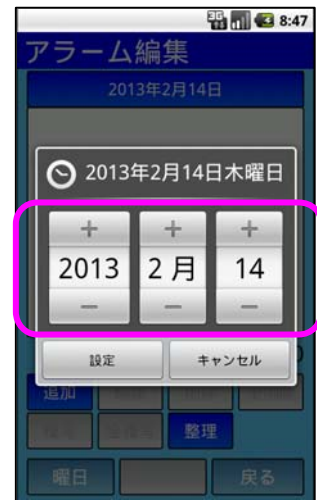 3G 8:47
アラーム編集
2013年2月14日
2013年2月14日木曜日
+ + +
2013 2月 14
− − −
設定 キャンセル
追加
整理
曜日 戻る